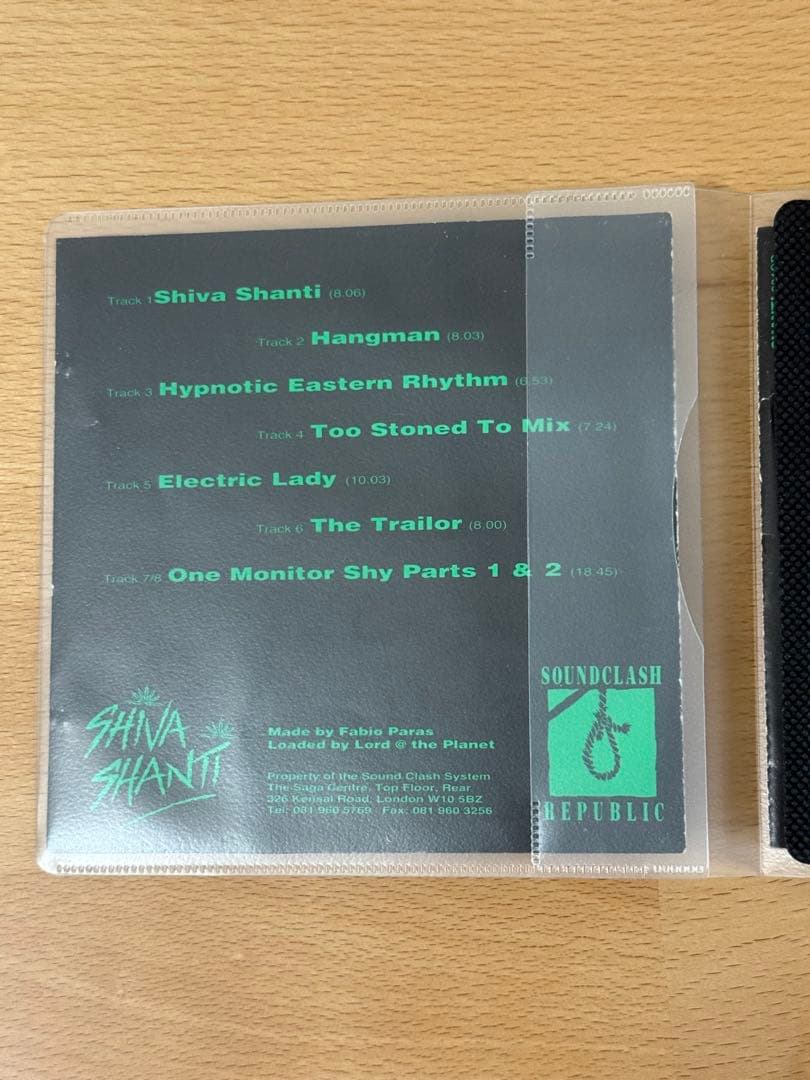 Track 1 Shiva Shanti (8.06)
Track 2 Hangman (8.03)
Track 3 Hypnotic Eastern Rhythm (6.53)
Track 4 Too Stoned To Mix (7.24)
Track 5 Electric Lady (10.03)
Track 6 The Trailor (8.00)
Track 7/8 One Monitor Shy Parts 1 & 2 (18.45)
SHIVA
SHANTI
Made by Fabio Paras
Loaded by Lord @ the Planet
Property of the Sound Clash System
The Saga Centre, Top Floor, Rear
326 Kensal Road, London W10 5BZ
Tel: 081 960 5769 Fax: 081 960 3256
SOUNDCLASH
REPUBLIC